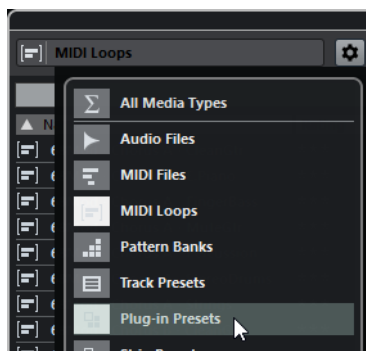 MIDI Loops
N
All Media Types
Audio Files
MIDI Files
MIDI Loops
Pattern Banks
Track Presets
Plug-in Presets